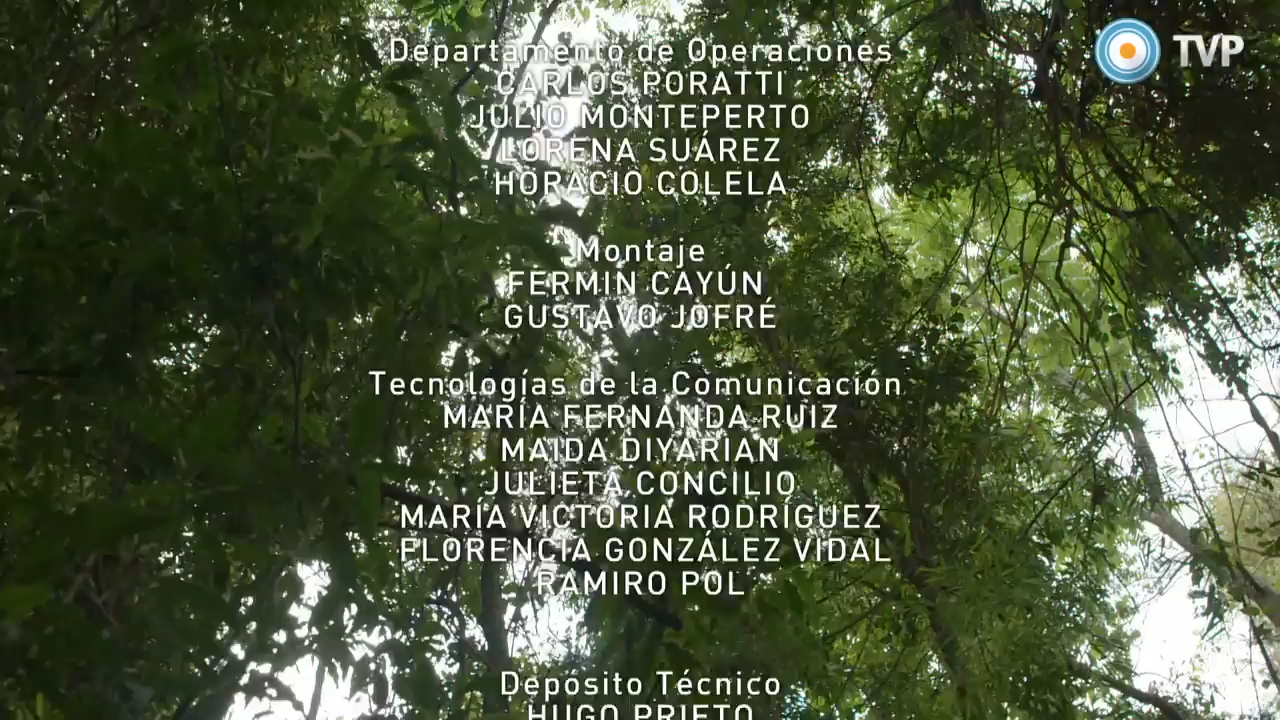 TVP
Departamento de Operaciones
CARLOS PORATTI
JULIO MONTEPERTO
LORENA SUÁREZ
HORACIO COLELA
Montaje
FERMIN CAYÚN
GUSTAVO JOFRÉ
Tecnologías de la Comunicación
MARÍA FERNANDA RUIZ
MAIDA DIYARIAN
JULIETA CONCILIO
MARÍA VICTORIA RODRÍGUEZ
FLORENCIA GONZÁLEZ VIDAL
RAMIRO POL
Depósito Técnico
HUGO PRIETO